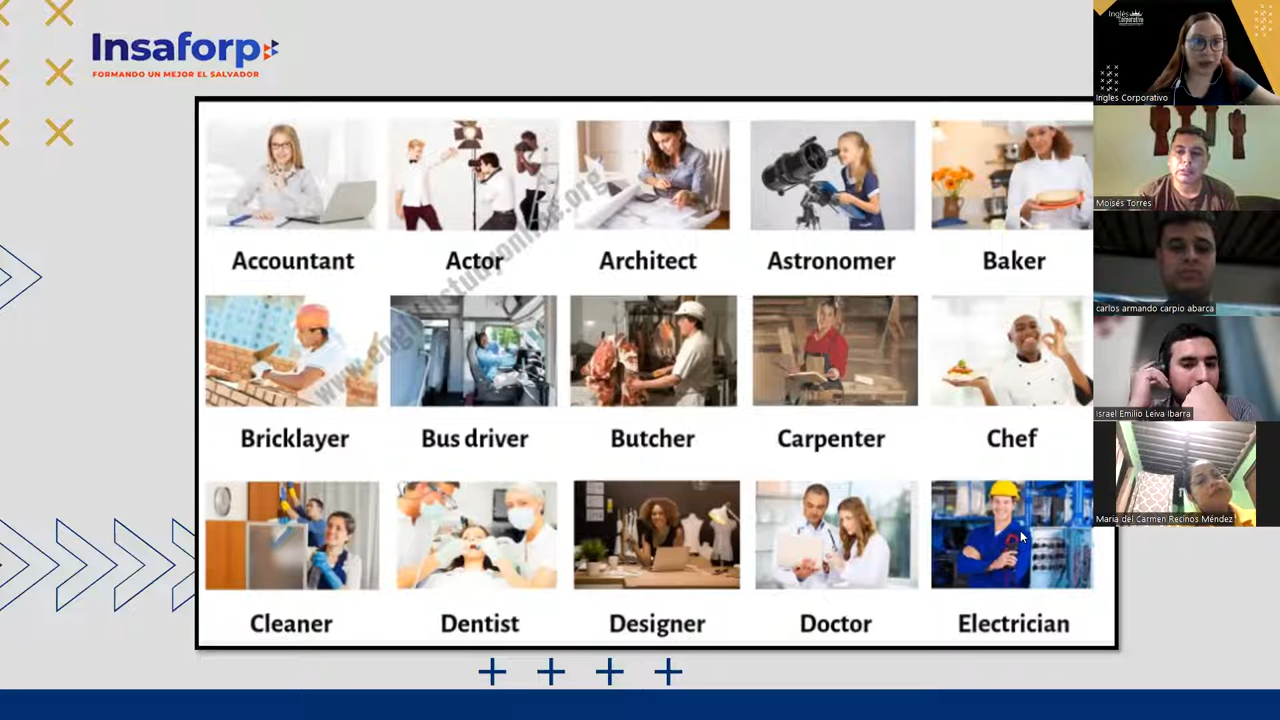 Insaforp
FORMANDO UN MEJOR EL SALVADOR
Accountant
Actor
Architect
Astronomer
Baker
Bricklayer
Bus driver
Butcher
Carpenter
Chef
Cleaner
Dentist
Designer
Doctor
Electrician
Inglés
Corporativo
Ingles Corporativo
Moisés Torres
carlos armando carpio abarca
Israel Emilio Leiva Ibarra
Maria del Carmen Recinos Méndez